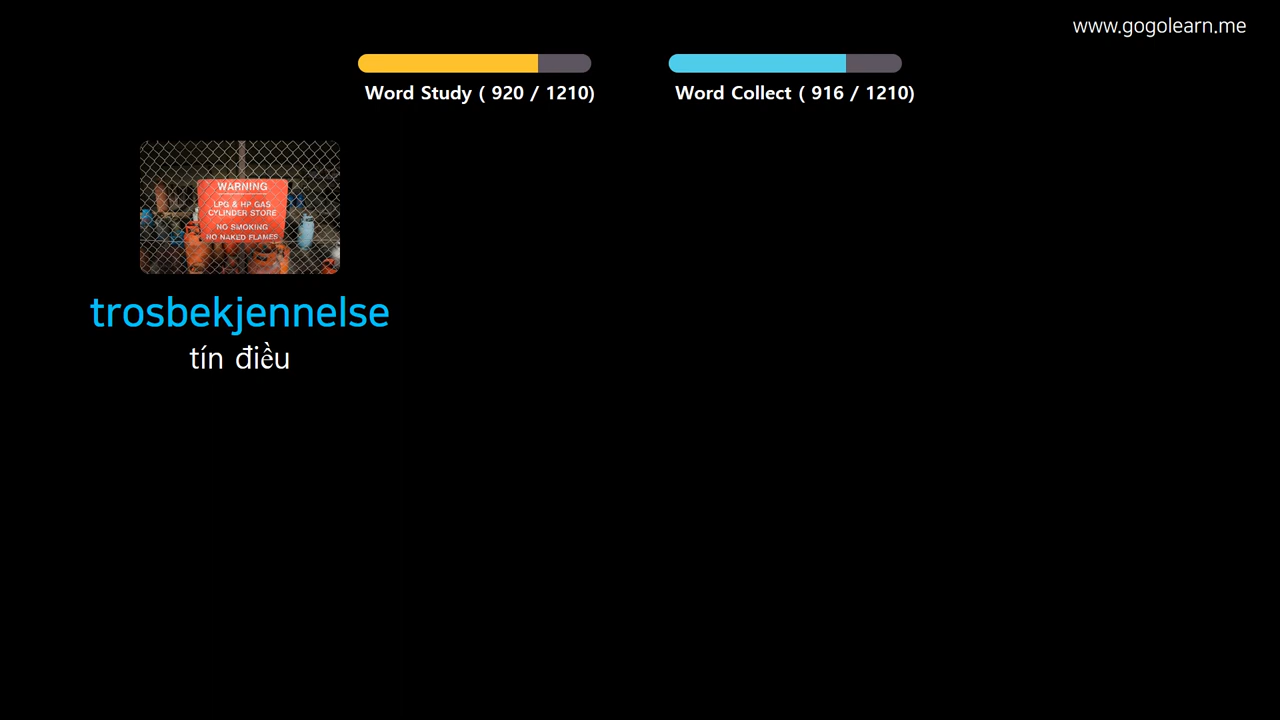 www.gogolearn.me
Word Study ( 920 / 1210)
Word Collect ( 916 / 1210)
WARNING
LPG & HP GAS
CYLINDER STORE
NO SMOKING
NO NAKED FLAMES
trosbekjennelse
tín điều